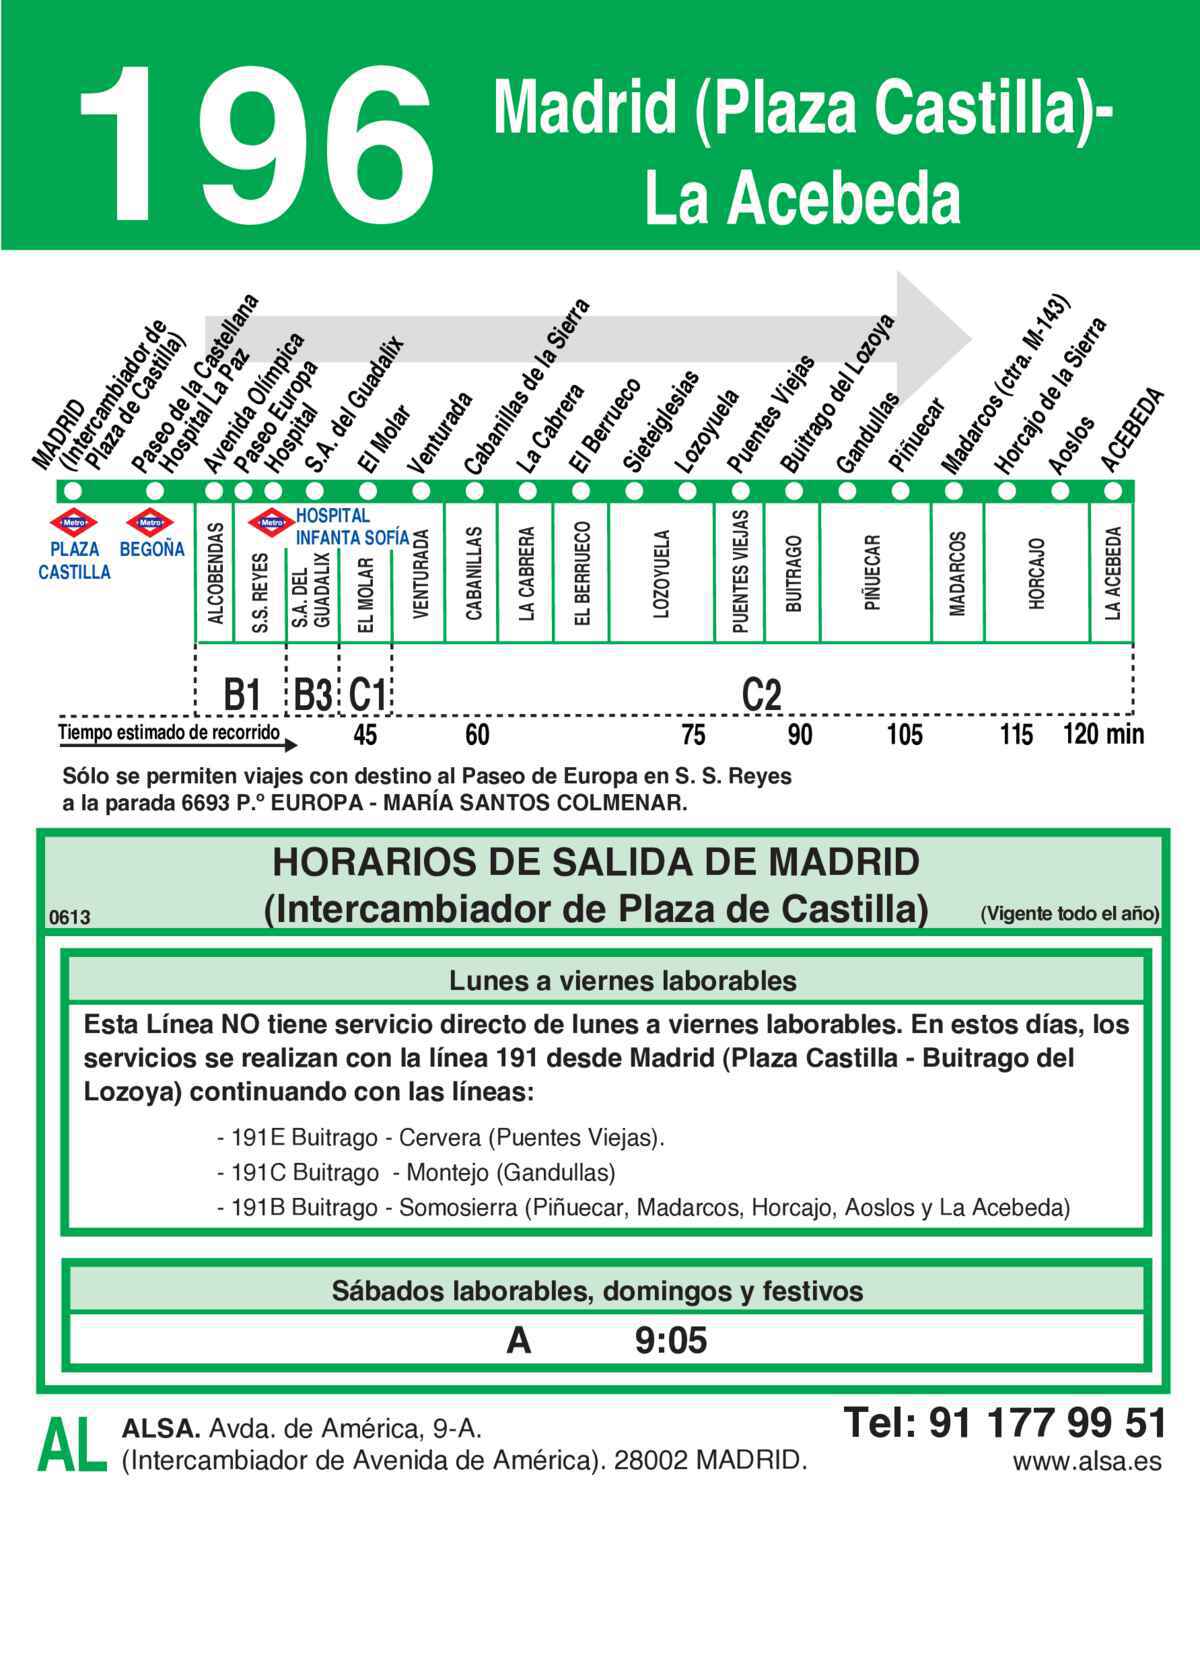 196
Madrid (Plaza Castilla)-
La Acebeda
MADRID
(Intercambiador de
Plaza de Castilla)
Paseo de la Castellana
Hospital La Paz
Avenida Olímpica
Paseo Europa
Hospital
S.A. del Guadalix
El Molar
Venturada
Cabanillas de la Sierra
La Cabrera
El Berrueco
Sieteiglesias
Lozoyuela
Puentes Viejas
Buitrago del Lozoya
Gandullas
Piñuecar
Madarcos (ctra. M-143)
Horcajo de la Sierra
Aoslos
ACEBEDA
Metro
PLAZA
CASTILLA
Metro
BEGOÑA
Metro
HOSPITAL
INFANTA SOFÍA
ALCOBENDAS
S.S. REYES
S.A. DEL
GUADALIX
EL MOLAR
VENTURADA
CABANILLAS
LA CABRERA
EL BERRUECO
LOZOYUELA
PUENTES VIEJAS
BUITRAGO
PIÑUECAR
MADARCOS
HORCAJO
LA ACEBEDA
B1 B3 C1 C2
Tiempo estimado de recorrido 45 60 75 90 105 115 120 min
Sólo se permiten viajes con destino al Paseo de Europa en S. S. Reyes
a la parada 6693 P.º EUROPA - MARÍA SANTOS COLMENAR.
HORARIOS DE SALIDA DE MADRID
0613 (Intercambiador de Plaza de Castilla) (Vigente todo el año)
Lunes a viernes laborables
Esta Línea NO tiene servicio directo de lunes a viernes laborables. En estos días, los
servicios se realizan con la línea 191 desde Madrid (Plaza Castilla - Buitrago del
Lozoya) continuando con las líneas:
- 191E Buitrago - Cervera (Puentes Viejas).
- 191C Buitrago - Montejo (Gandullas)
- 191B Buitrago - Somosierra (Piñuecar, Madarcos, Horcajo, Aoslos y La Acebeda)
Sábados laborables, domingos y festivos
A 9:05
AL
ALSA. Avda. de América, 9-A.
(Intercambiador de Avenida de América). 28002 MADRID.
Tel: 91 177 99 51
www.alsa.es